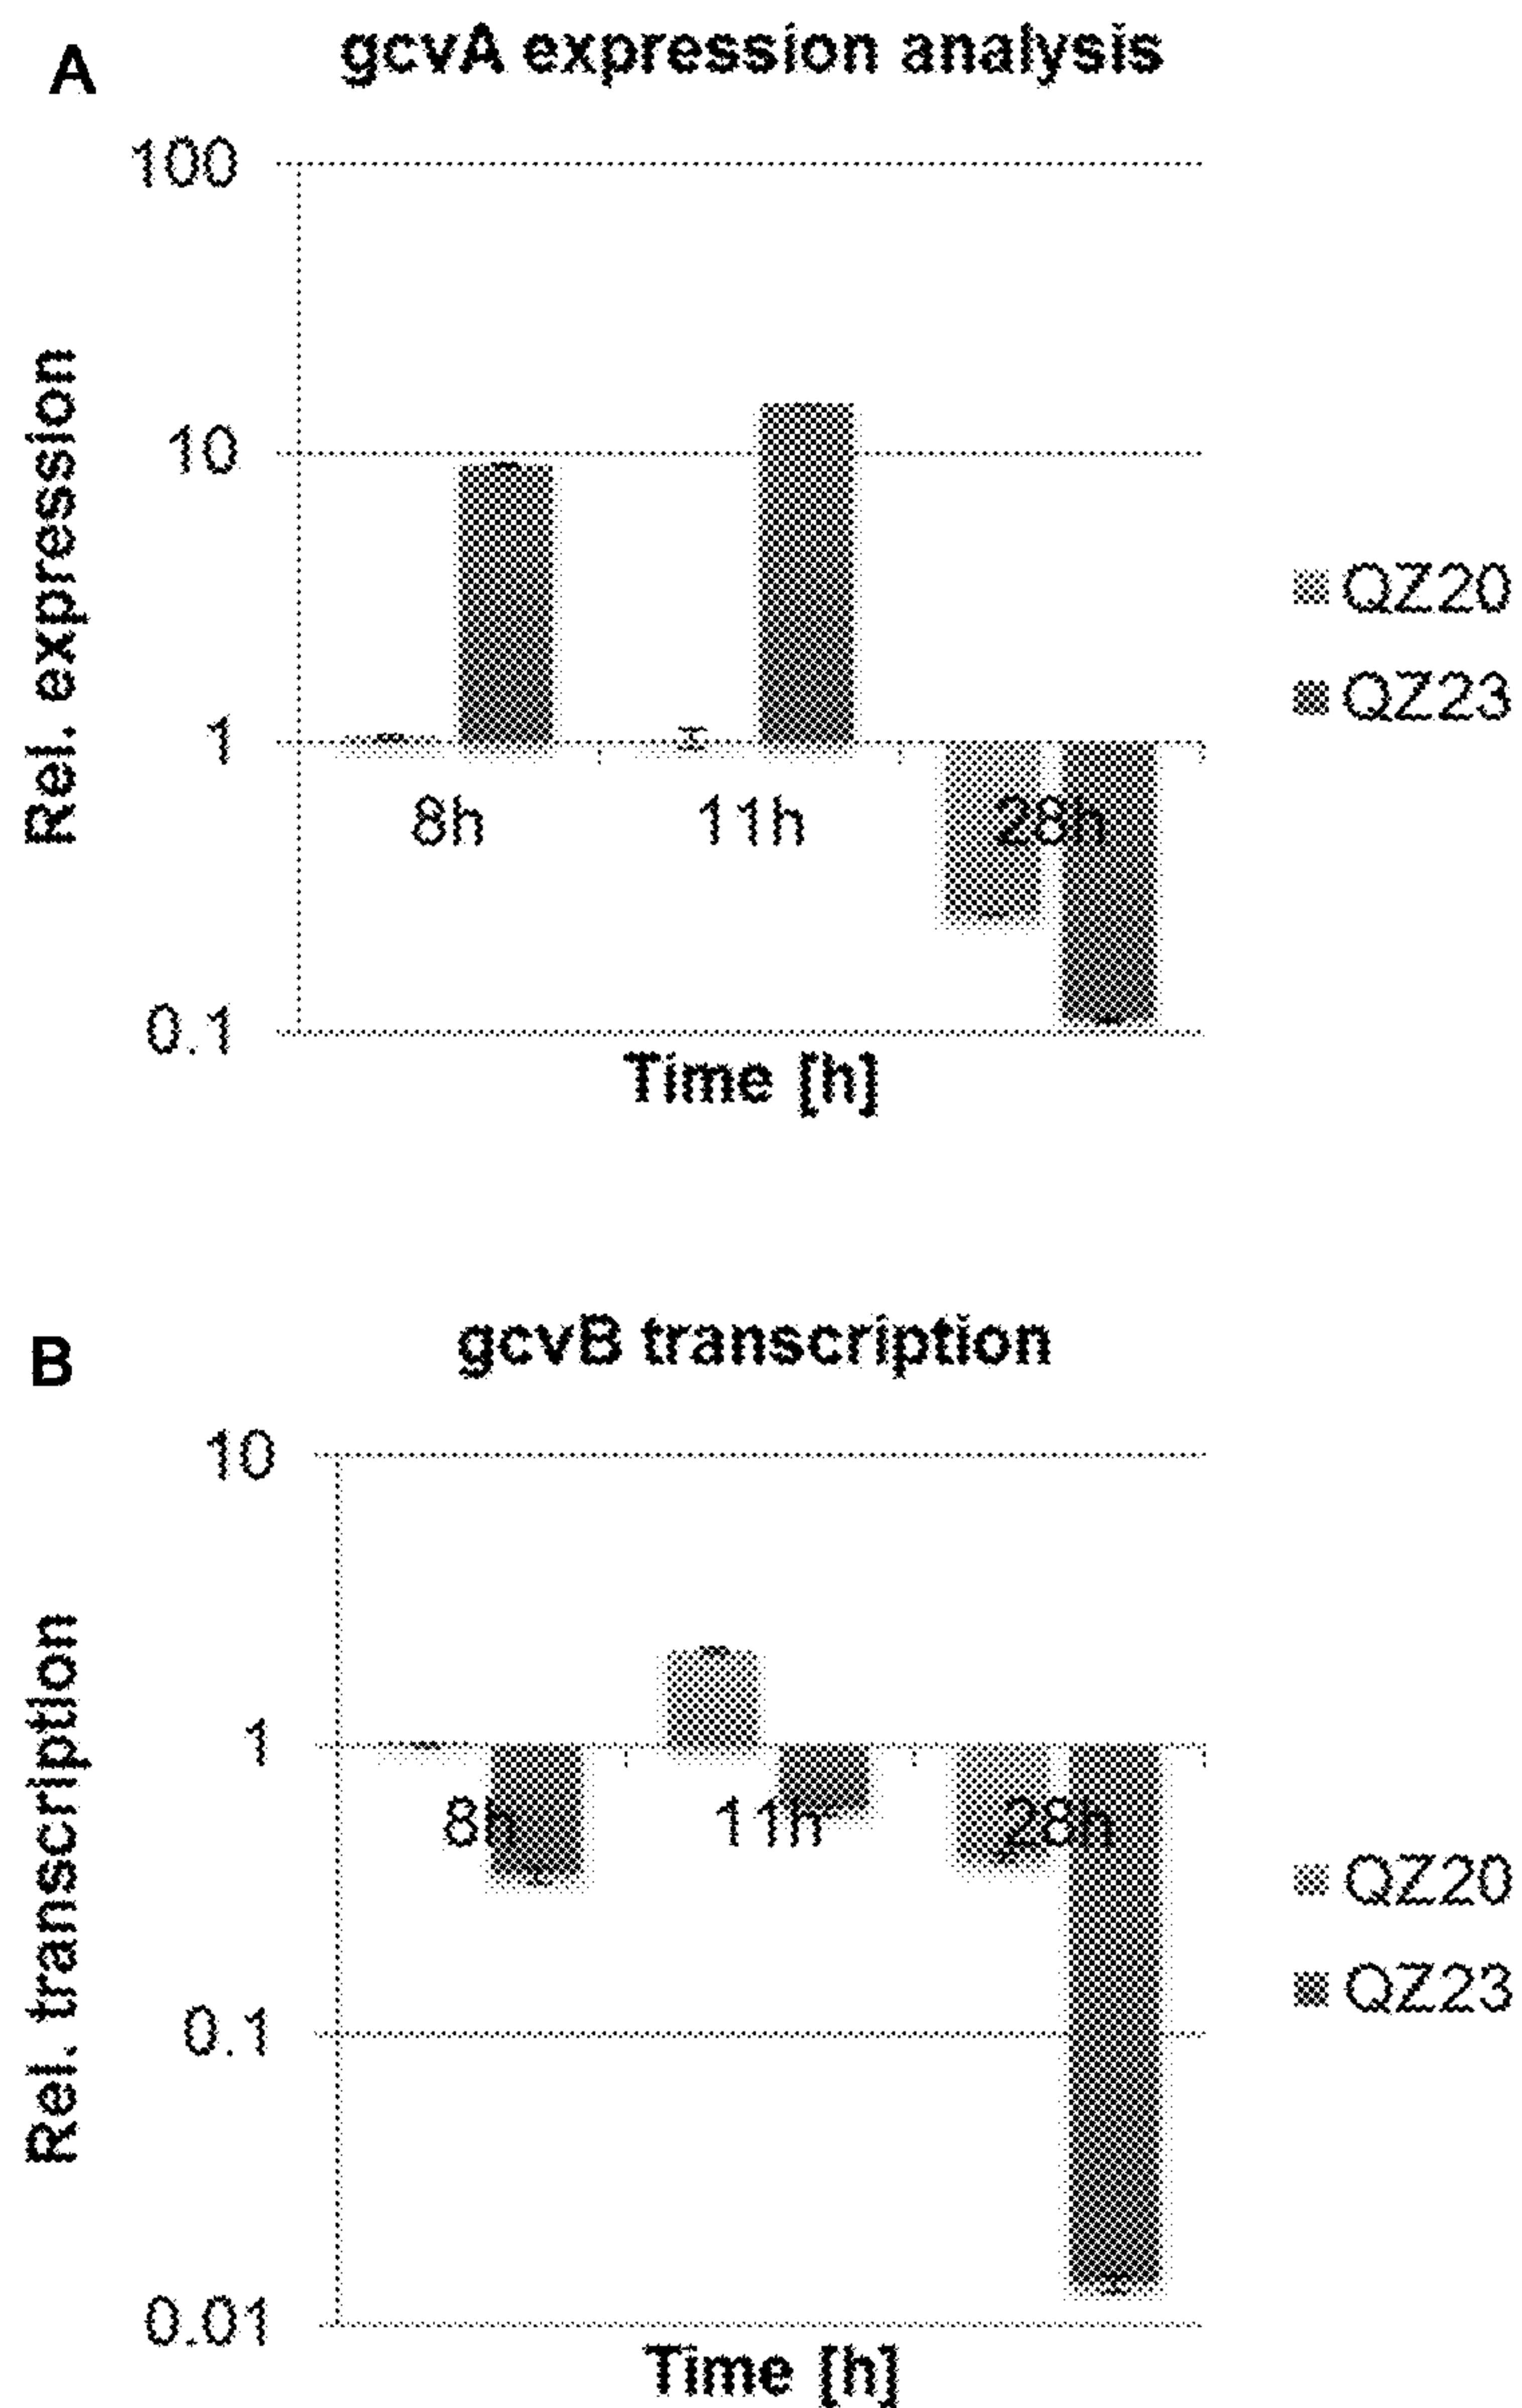 A
gcvA expression analysis
100
10
1
0.1
Rel. expression
8h
11h
28h
Time [h]
QZ20
QZ23
B
gcvB transcription
10
1
0.1
0.01
Rel. transcription
8h
11h
28h
Time [h]
QZ20
QZ23